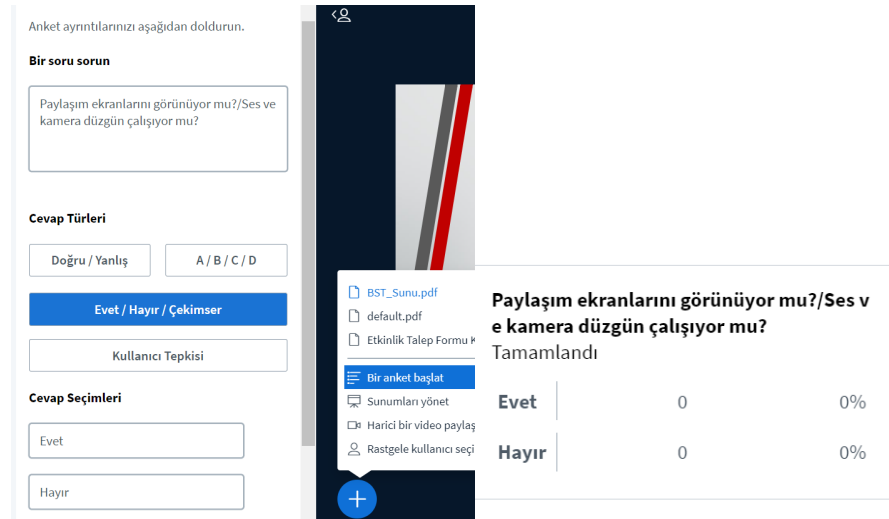 Anket ayrıntılarınızı aşağıdan doldurun.
Bir soru sorun
Paylaşım ekranlarını görünüyor mu?/Ses ve
kamera düzgün çalışıyor mu?
Cevap Türleri
Doğru / Yanlış
A / B / C / D
Evet / Hayır / Çekimser
Kullanıcı Tepkisi
Cevap Seçimleri
Evet
Hayır
BST_Sunu.pdf
default.pdf
Etkinlik Talep Formu K
Bir anket başlat
Sunumları yönet
Harici bir video paylaş
Rastgele kullanıcı seçi
Paylaşım ekranlarını görünüyor mu?/Ses v
e kamera düzgün çalışıyor mu?
Tamamlandı
Evet 0 0%
Hayır 0 0%